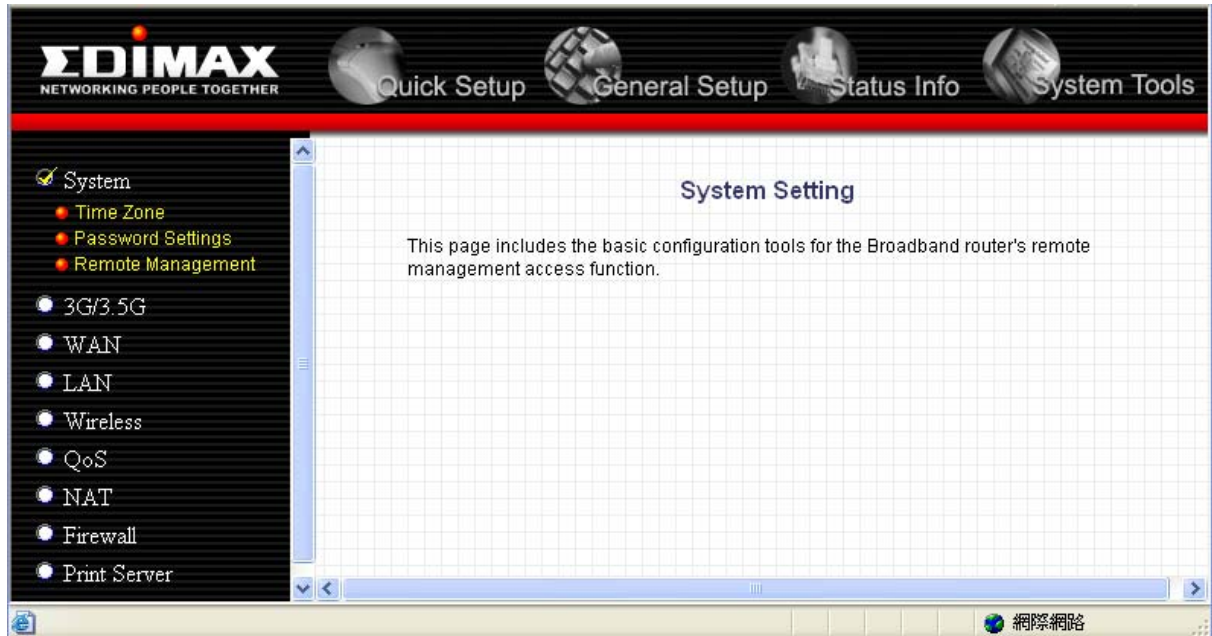 EDIMAX
NETWORKING PEOPLE TOGETHER
Quick Setup
General Setup
Status Info
System Tools
System
Time Zone
Password Settings
Remote Management
3G/3.5G
WAN
LAN
Wireless
QoS
NAT
Firewall
Print Server
System Setting
This page includes the basic configuration tools for the Broadband router's remote
management access function.
網際網路